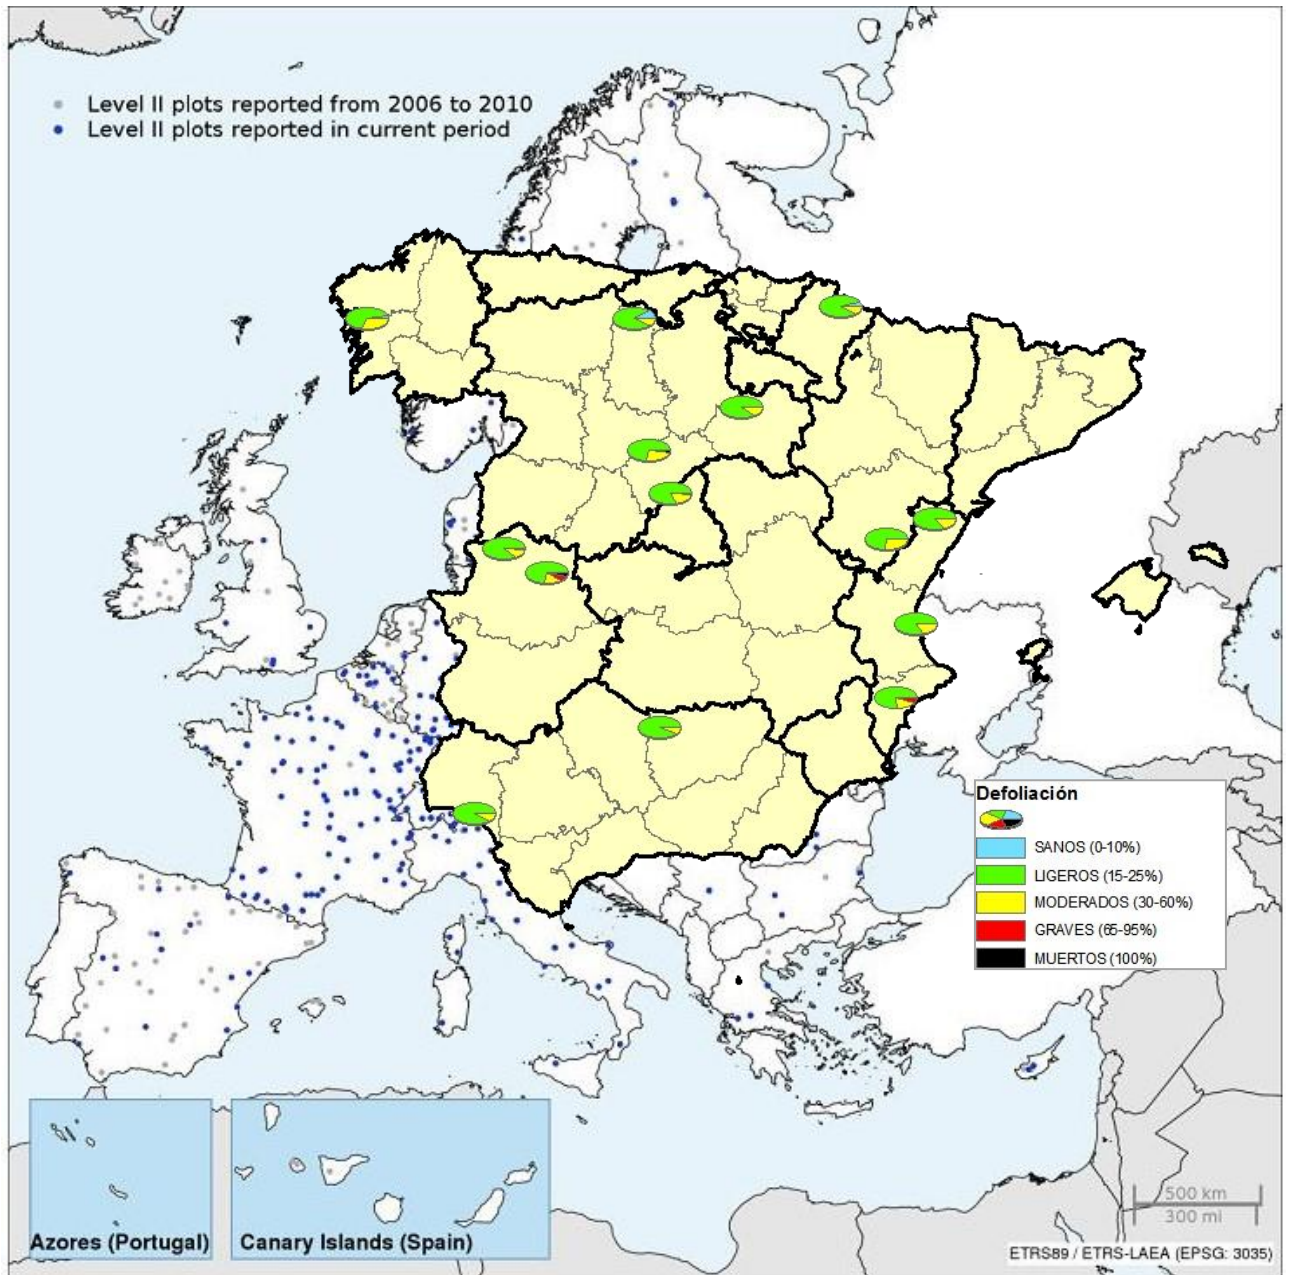 Level II plots reported from 2006 to 2010
Level II plots reported in current period
Defoliación
SANOS (0-10%)
LIGEROS (15-25%)
MODERADOS (30-60%)
GRAVES (65-95%)
MUERTOS (100%)
Azores (Portugal)
Canary Islands (Spain)
500 km
300 mi
ETRS89 / ETRS-LAEA (EPSG: 3035)